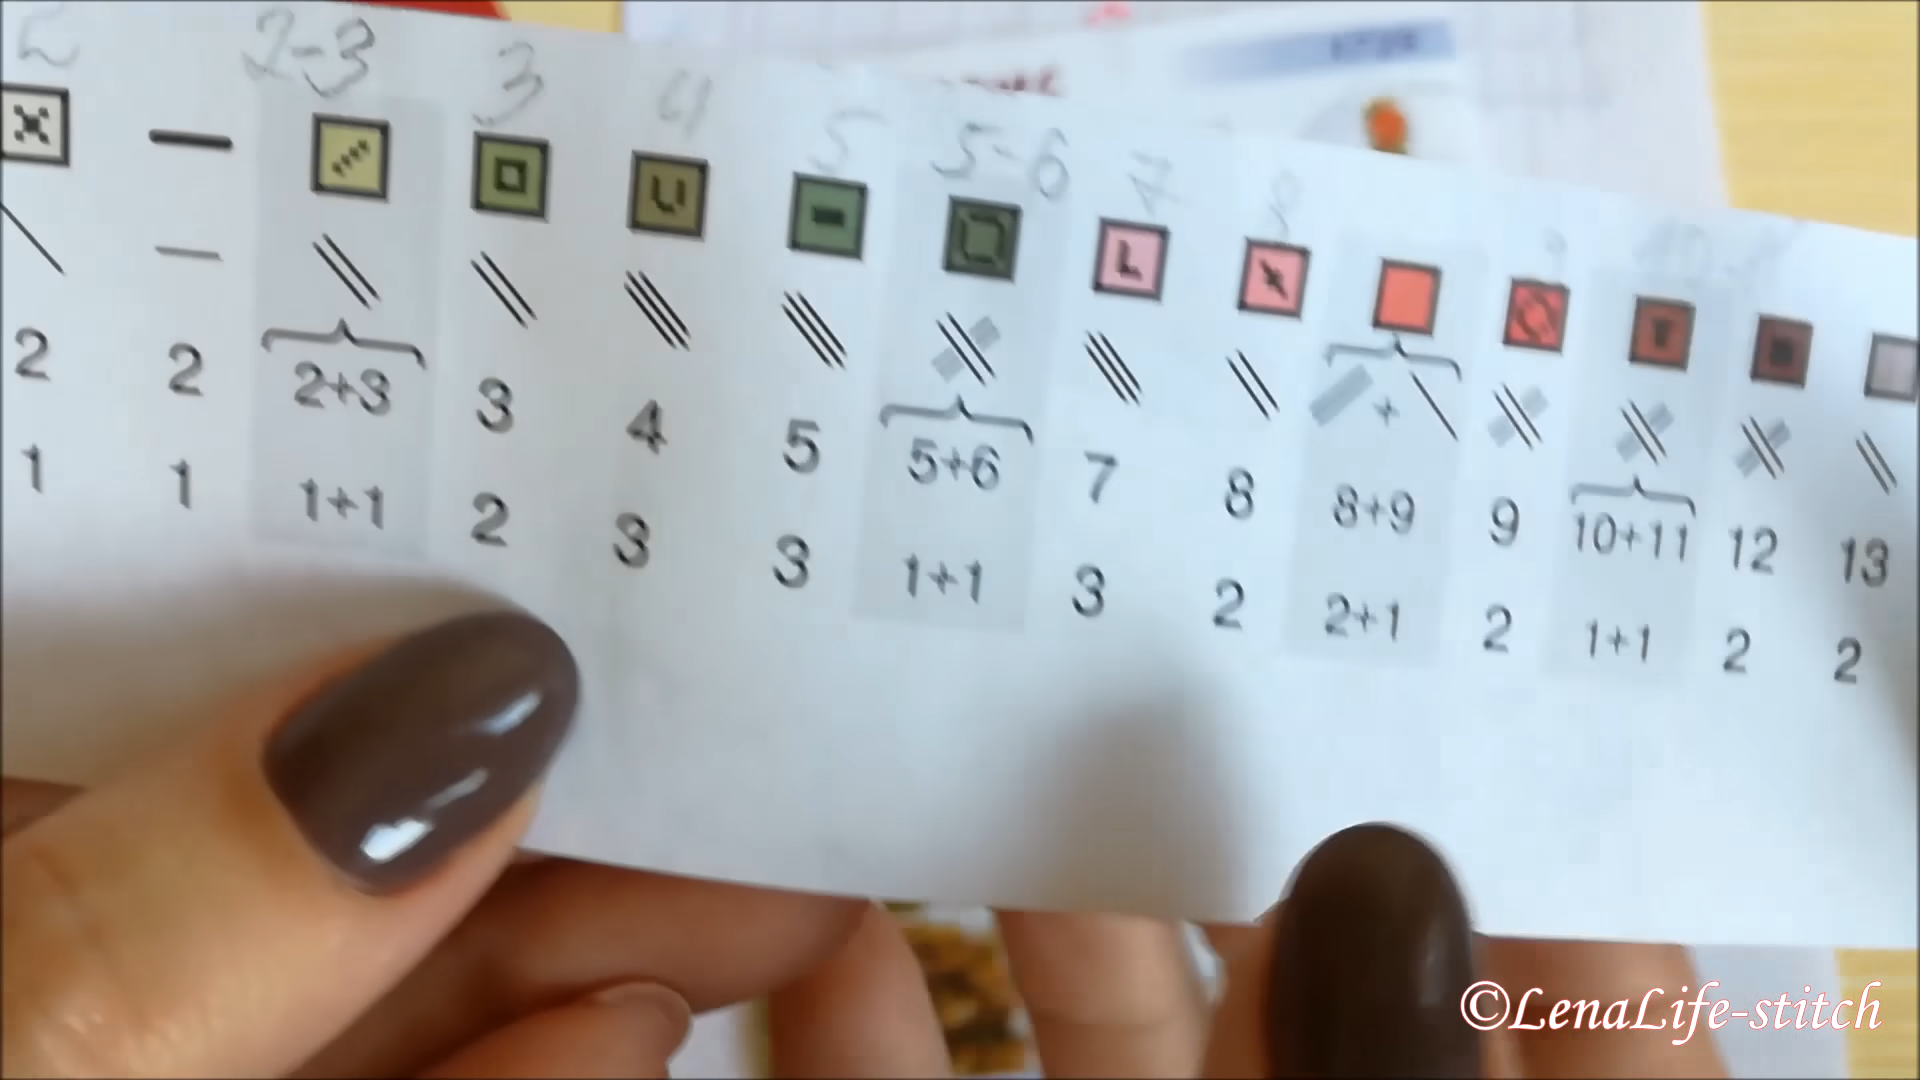 2 2-3 3 4 5 5-6 7 8 9
2 2 2+3 3 4 5 5+6 7 8 8+9 9 10+11 12 13
1 1 1+1 2 3 3 1+1 3 2 2+1 2 1+1 2 2
©LenaLife-stitch